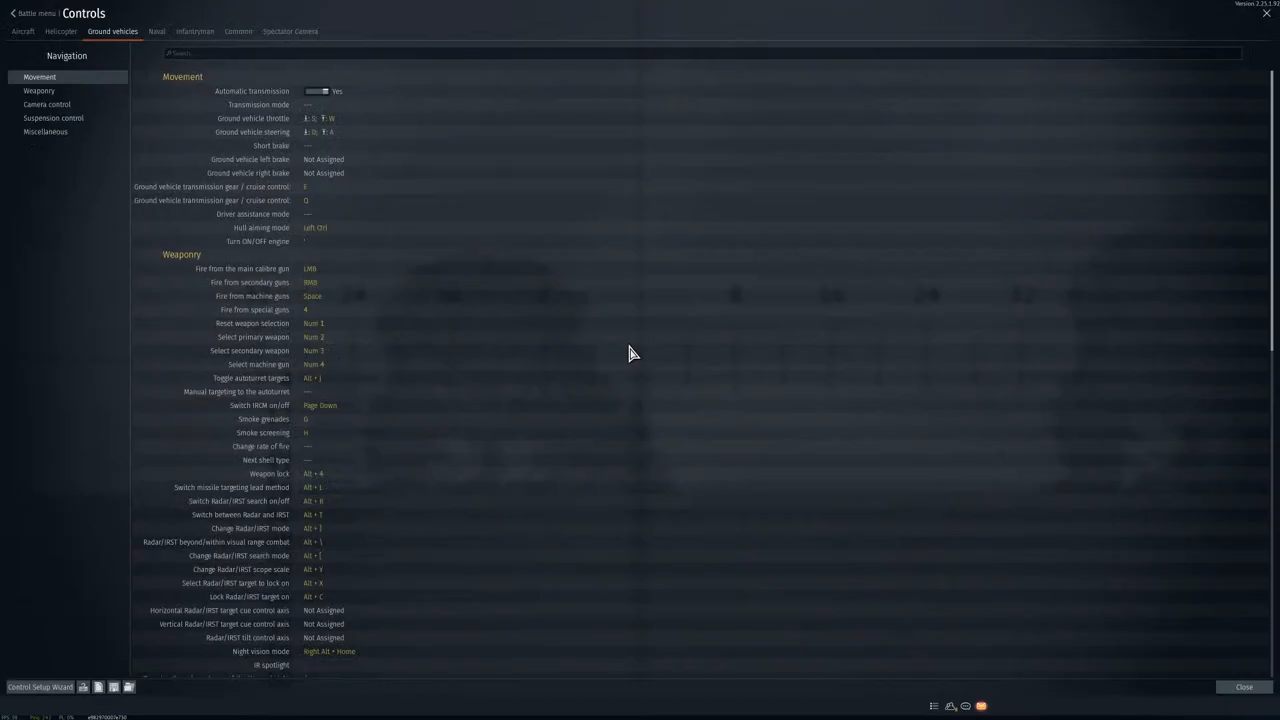 Version 2.25.1.92
Battle menu | Controls
Aircraft Helicopter Ground vehicles Naval Infantryman Common Spectator Camera
Navigation
Search...
Movement
Weaponry
Camera control
Suspension control
Miscellaneous
Movement
Automatic transmission Yes
Transmission mode ---
Ground vehicle throttle : S; : W
Ground vehicle steering : D; : A
Short brake ---
Ground vehicle left brake Not Assigned
Ground vehicle right brake Not Assigned
Ground vehicle transmission gear / cruise control: E
Ground vehicle transmission gear / cruise control: Q
Driver assistance mode ---
Hull aiming mode Left Ctrl
Turn ON/OFF engine '
Weaponry
Fire from the main calibre gun LMB
Fire from secondary guns RMB
Fire from machine guns Space
Fire from special guns 4
Reset weapon selection Num 1
Select primary weapon Num 2
Select secondary weapon Num 3
Select machine gun Num 4
Toggle autoturret targets Alt + J
Manual targeting to the autoturret ---
Switch IRCM on/off Page Down
Smoke grenades G
Smoke screening H
Change rate of fire ---
Next shell type ---
Weapon lock Alt + 4
Switch missile targeting lead method Alt + L
Switch Radar/IRST search on/off Alt + R
Switch between Radar and IRST Alt + T
Change Radar/IRST mode Alt + ]
Radar/IRST beyond/within visual range combat Alt + \
Change Radar/IRST search mode Alt + [
Change Radar/IRST scope scale Alt + Y
Select Radar/IRST target to lock on Alt + X
Lock Radar/IRST target on Alt + C
Horizontal Radar/IRST target cue control axis Not Assigned
Vertical Radar/IRST target cue control axis Not Assigned
Radar/IRST tilt control axis Not Assigned
Night vision mode Right Alt + Home
IR spotlight
Control Setup Wizard
Close